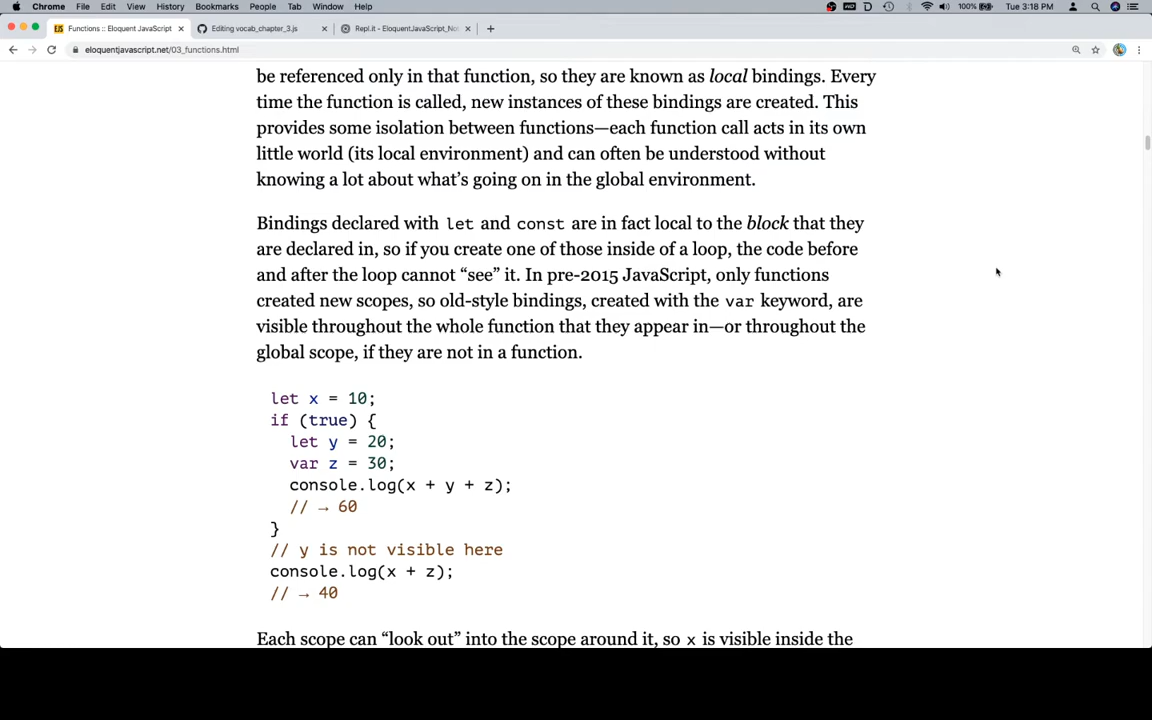 Chrome File Edit View History Bookmarks People Tab Window Help 100% Tue 3:18 PM
Functions :: Eloquent JavaScript Editing vocab_chapter_3.js Repl.it - EloquentJavaScript_No
eloquentjavascript.net/03_functions.html
be referenced only in that function, so they are known as local bindings. Every
time the function is called, new instances of these bindings are created. This
provides some isolation between functions—each function call acts in its own
little world (its local environment) and can often be understood without
knowing a lot about what’s going on in the global environment.
Bindings declared with let and const are in fact local to the block that they
are declared in, so if you create one of those inside of a loop, the code before
and after the loop cannot “see” it. In pre-2015 JavaScript, only functions
created new scopes, so old-style bindings, created with the var keyword, are
visible throughout the whole function that they appear in—or throughout the
global scope, if they are not in a function.
let x = 10;
if (true) {
let y = 20;
var z = 30;
console.log(x + y + z);
// → 60
}
// y is not visible here
console.log(x + z);
// → 40
Each scope can “look out” into the scope around it, so x is visible inside the